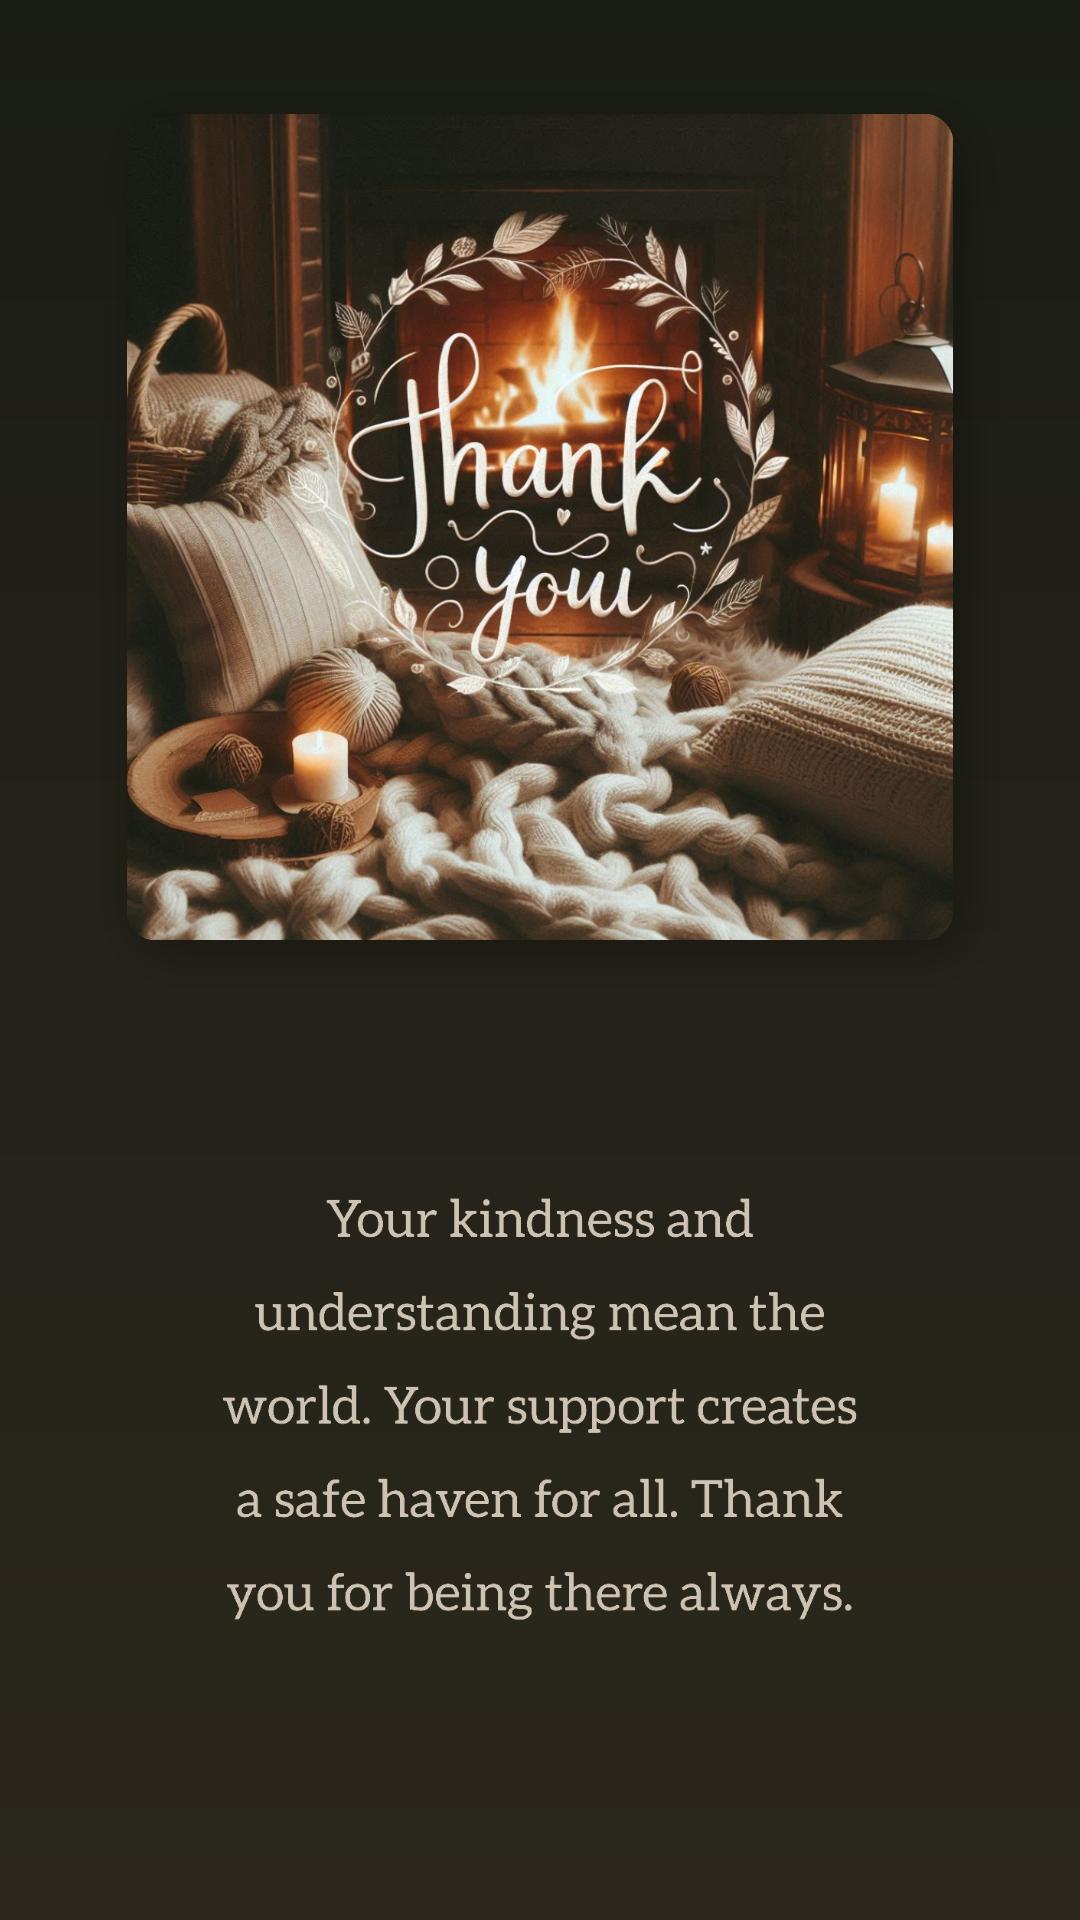 Thank
you
Your kindness and
understanding mean the
world. Your support creates
a safe haven for all. Thank
you for being there always.